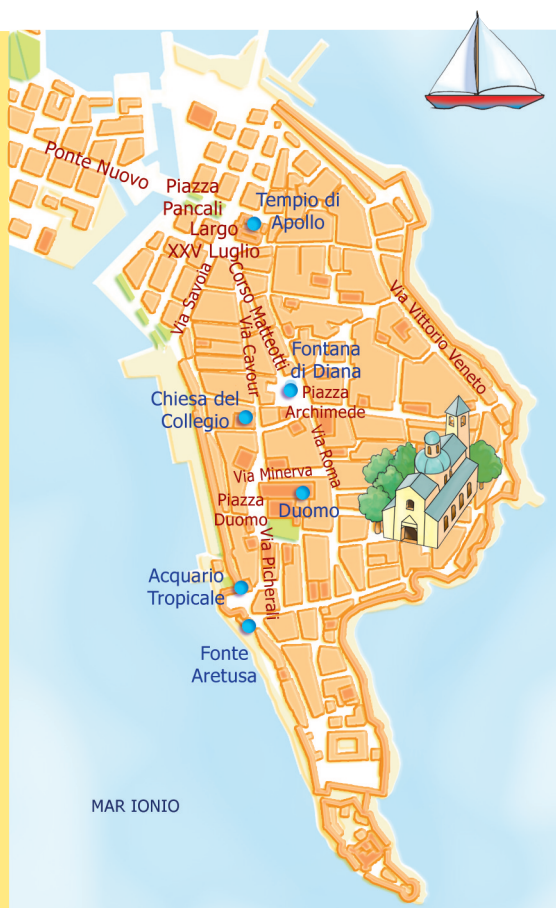 Ponte Nuovo
Piazza
Pancali
Largo
XXV Luglio
Tempio di
Apollo
Via Savoia
Corso Matteotti
Via Cavour
Via Vittorio Veneto
Fontana
di Diana
Piazza
Archimede
Chiesa del
Collegio
Via Roma
Via Minerva
Piazza
Duomo
Duomo
Via Picherali
Acquario
Tropicale
Fonte
Aretusa
MAR IONIO